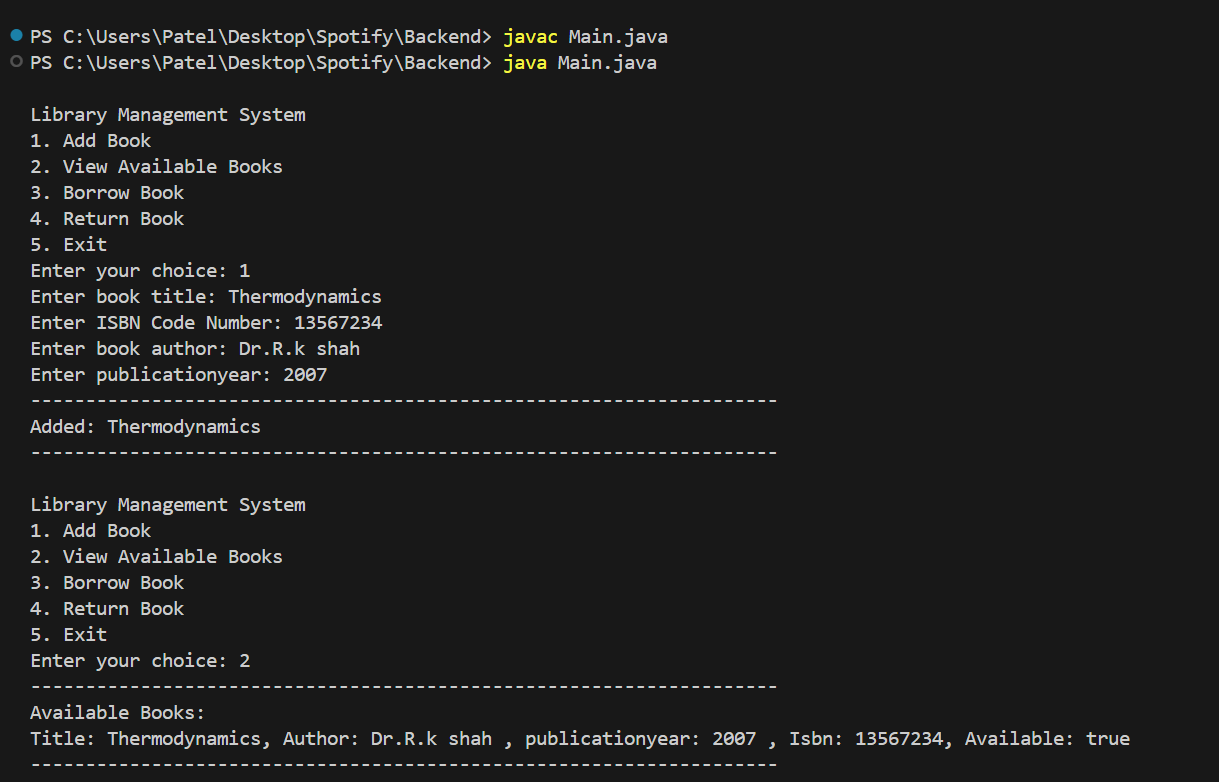 PS C:\Users\Patel\Desktop\Spotify\Backend> javac Main.java
PS C:\Users\Patel\Desktop\Spotify\Backend> java Main.java
Library Management System
1. Add Book
2. View Available Books
3. Borrow Book
4. Return Book
5. Exit
Enter your choice: 1
Enter book title: Thermodynamics
Enter ISBN Code Number: 13567234
Enter book author: Dr.R.k shah
Enter publicationyear: 2007
--------------------------------------------------------------------
Added: Thermodynamics
--------------------------------------------------------------------
Library Management System
1. Add Book
2. View Available Books
3. Borrow Book
4. Return Book
5. Exit
Enter your choice: 2
--------------------------------------------------------------------
Available Books:
Title: Thermodynamics, Author: Dr.R.k shah , publicationyear: 2007 , Isbn: 13567234, Available: true
--------------------------------------------------------------------